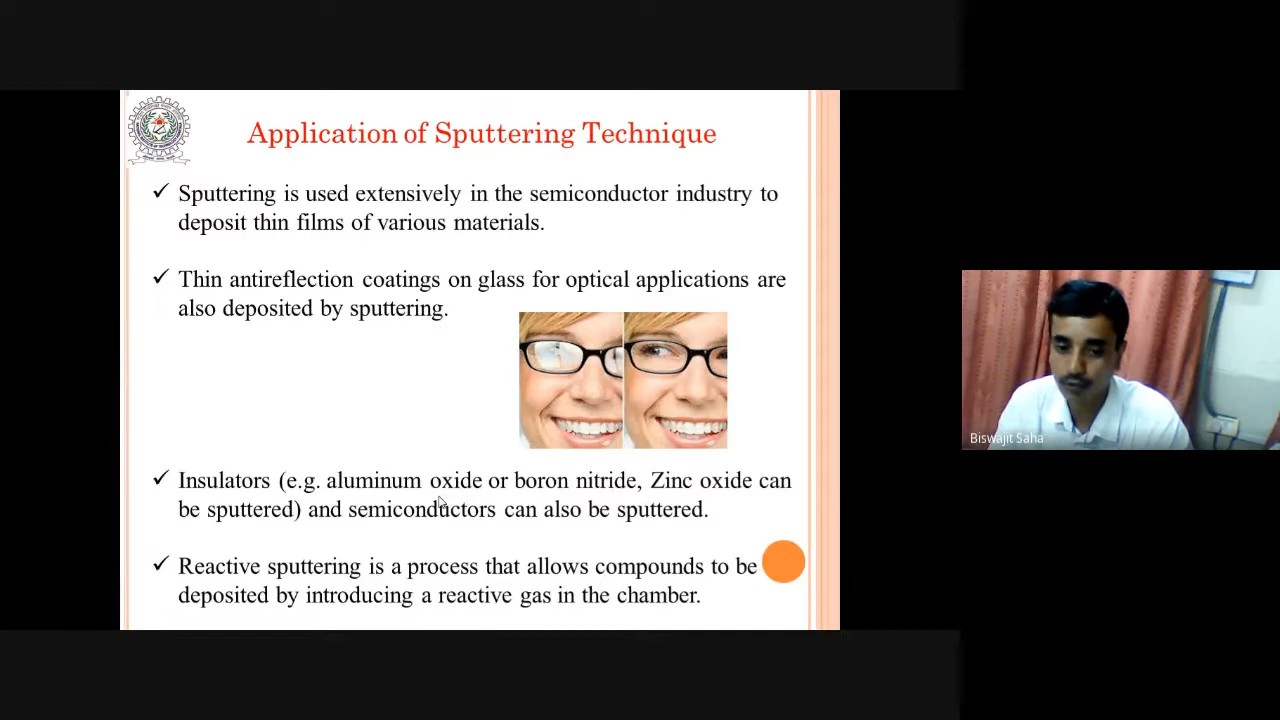 Application of Sputtering Technique
✓ Sputtering is used extensively in the semiconductor industry to
deposit thin films of various materials.
✓ Thin antireflection coatings on glass for optical applications are
also deposited by sputtering.
✓ Insulators (e.g. aluminum oxide or boron nitride, Zinc oxide can
be sputtered) and semiconductors can also be sputtered.
✓ Reactive sputtering is a process that allows compounds to be
deposited by introducing a reactive gas in the chamber.
Biswajit Saha